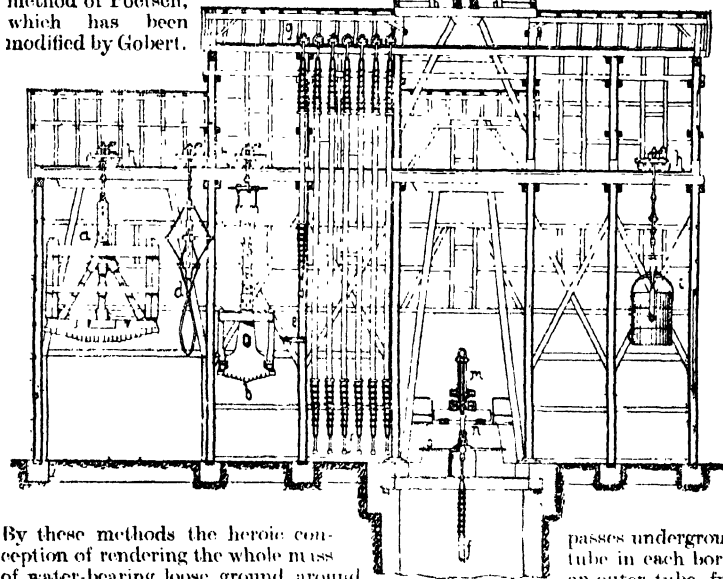 method of Poetsch,
which has been
modified by Gobert.
g
h
h
a
d
i
m
n
By these methods the heroic con-
ception of rendering the whole mass
of water-bearing loose ground around
passes undergrou
tube in each bor
an outer tube fr